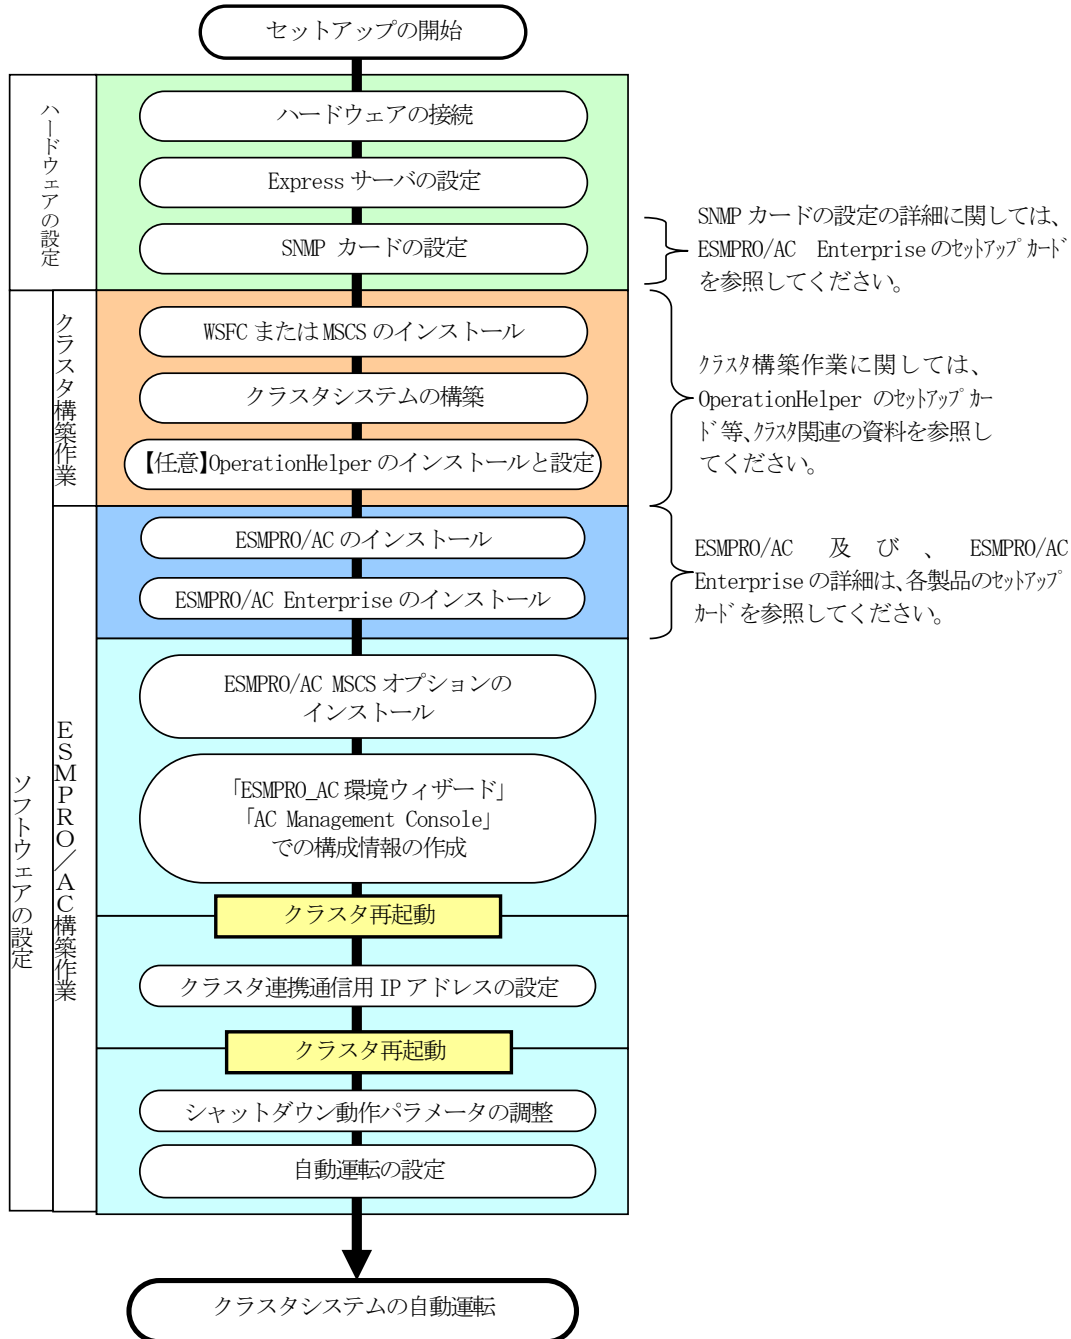 セットアップの開始
ハードウェアの設定
ハードウェアの接続
Express サーバの設定
SNMP カードの設定
SNMP カードの設定の詳細に関しては、
ESMPRO/AC Enterprise のｾｯﾄｱｯﾌﾟｶｰﾄﾞ
を参照してください。
ソフトウェアの設定
クラスタ構築作業
WSFC または MSCS のインストール
クラスタシステムの構築
【任意】OperationHelper のインストールと設定
ｸﾗｽﾀ構築作業に関しては、
OperationHelper のｾｯﾄｱｯﾌﾟｶｰ
ﾄﾞ等、ｸﾗｽﾀ関連の資料を参照し
てください。
ESMPRO／AC構築作業
ESMPRO/AC のインストール
ESMPRO/AC Enterprise のインストール
ESMPRO/AC 及び、ESMPRO/AC
Enterprise の詳細は、各製品のｾｯﾄｱｯﾌﾟ
ｶｰﾄﾞを参照してください。
ESMPRO/AC MSCS オプションの
インストール
「ESMPRO_AC 環境ウィザード」
「AC Management Console」
での構成情報の作成
クラスタ再起動
クラスタ連携通信用 IP アドレスの設定
クラスタ再起動
シャットダウン動作パラメータの調整
自動運転の設定
クラスタシステムの自動運転